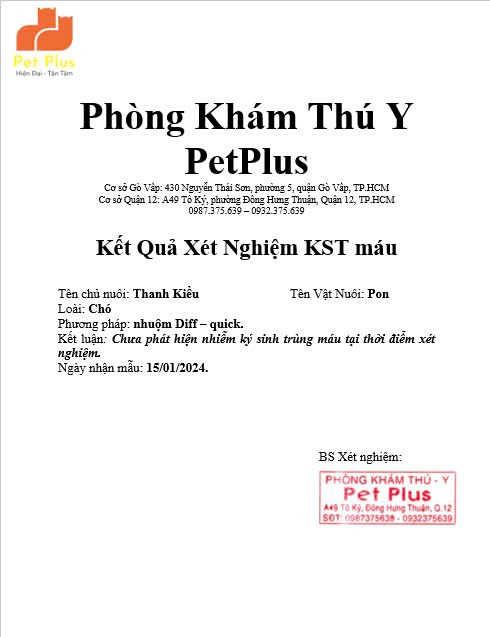 Pet Plus
Hiện Đại - Tận Tâm
Phòng Khám Thú Y
PetPlus
Cơ sở Gò Vấp: 430 Nguyễn Thái Sơn, phường 5, quận Gò Vấp, TP.HCM
Cơ sở Quận 12: A49 Tô Ký, phường Đông Hưng Thuận, Quận 12, TP.HCM
0987.375.639 – 0932.375.639
Kết Quả Xét Nghiệm KST máu
Tên chủ nuôi: Thanh Kiều Tên Vật Nuôi: Pon
Loài: Chó
Phương pháp: nhuộm Diff – quick.
Kết luận: Chưa phát hiện nhiễm ký sinh trùng máu tại thời điểm xét
nghiệm.
Ngày nhận mẫu: 15/01/2024.
BS Xét nghiệm:
PHÒNG KHÁM THÚ - Y
Pet Plus
A49 Tô Ký, Đông Hưng Thuận, Q.12
SĐT: 0987375638 - 0932375639